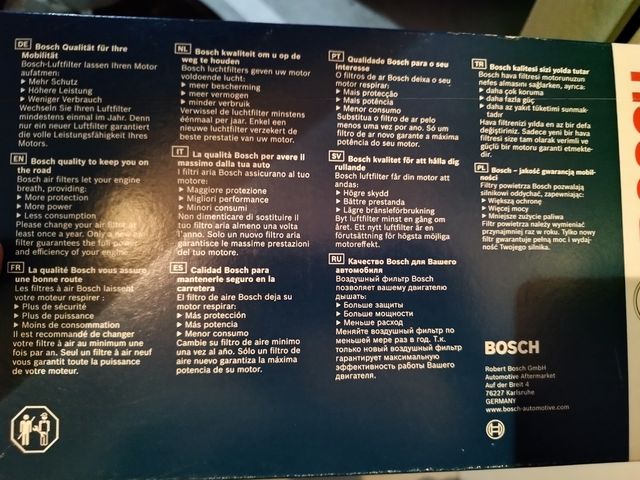 DE Bosch Qualität für Ihre
Mobilität
Bosch-Luftfilter lassen Ihren Motor
aufatmen:
▶ Mehr Schutz
▶ Höhere Leistung
▶ Weniger Verbrauch
Wechseln Sie Ihren Luftfilter
mindestens einmal im Jahr. Denn
nur ein neuer Luftfilter garantiert
die volle Leistungsfähigkeit Ihres
Motors.
EN Bosch quality to keep you on
the road
Bosch air filters let your engine
breath, providing:
▶ More protection
▶ More power
▶ Less consumption
Please change your air filter at
least once a year. Only a new air
filter guarantees the full power
and efficiency of your engine.
FR La qualité Bosch vous assure
une bonne route
Les filtres à air Bosch laissent
votre moteur respirer :
▶ Plus de sécurité
▶ Plus de puissance
▶ Moins de consommation
Il est recommandé de changer
votre filtre à air au minimum une
fois par an. Seul un filtre à air neuf
vous garantit toute la puissance
de votre moteur.
NL Bosch kwaliteit om u op de
weg te houden
Bosch luchtfilters geven uw motor
voldoende lucht:
▶ meer bescherming
▶ meer vermogen
▶ minder verbruik
Verwissel de luchtfilter minstens
éénmaal per jaar. Enkel een
nieuwe luchtfilter verzekert de
beste prestatie van uw motor.
IT La qualità Bosch per avere il
massimo dalla tua auto
I filtri aria Bosch assicurano al tuo
motore:
▶ Maggiore protezione
▶ Migliori performance
▶ Minori consumi
Non dimenticare di sostituire il
tuo filtro aria almeno una volta
l'anno. Solo un nuovo filtro aria
garantisce le massime prestazioni
del tuo motore.
ES Calidad Bosch para
mantenerle seguro en la
carretera
El filtro de aire Bosch deja su
motor respirar:
▶ Más protección
▶ Más potencia
▶ Menor consumo
Cambie su filtro de aire mínimo
una vez al año. Sólo un filtro de
aire nuevo garantiza la máxima
potencia de su motor.
PT Qualidade Bosch para o seu
interesse
O filtros de ar Bosch deixa o seu
motor respirar:
▶ Mais protecção
▶ Mais potência
▶ Menor consumo
Substitua o filtro de ar pelo
menos uma vez por ano. Só um
filtro de ar novo garante a máxima
potência do seu motor.
SV Bosch kvalitet för att hålla dig
rullande
Bosch luftfilter får din motor att
andas:
▶ Högre skydd
▶ Bättre prestanda
▶ Lägre bränsleförbrukning
Byt luftfilter minst en gång om
året. Ett nytt luftfilter är en
förutsättning för högsta möjliga
motoreffekt.
RU Качество Bosch для Вашего
автомобиля
Воздушный фильтр Bosch
позволяет вашему двигателю
дышать:
▶ Больше защиты
▶ Больше мощности
▶ Меньше расход
Меняйте воздушный фильтр по
меньшей мере раз в год. Т.к.
только новый воздушный фильтр
гарантирует максимальную
эффективность работы Вашего
двигателя.
TR Bosch kalitesi sizi yolda tutar
Bosch hava filtresi motorunuzun
nefes almasını sağlarken, ayrıca:
▶ daha çok koruma
▶ daha fazla güç
▶ daha az yakıt tüketimi sunmak-
tadır
Hava filtrenizi yılda en az bir defa
değiştiriniz. Sadece yeni bir hava
filtresi size tam olarak verimli ve
güçlü bir motoru garanti etmekte-
dir.
PL Bosch – jakość gwarancją mobil-
ności
Filtry powietrza Bosch pozwalają
silnikowi oddychać, zapewniając:
▶ Większą ochronę
▶ Więcej mocy
▶ Mniejsze zużycie paliwa
Filtr powietrza należy wymieniać
przynajmniej raz w roku. Tylko nowy
filtr gwarantuje pełną moc i wydaj-
ność Twojego silnika.
BOSCH
Robert Bosch GmbH
Automotive Aftermarket
Auf der Breit 4
76227 Karlsruhe
GERMANY
www.bosch-automotive.com